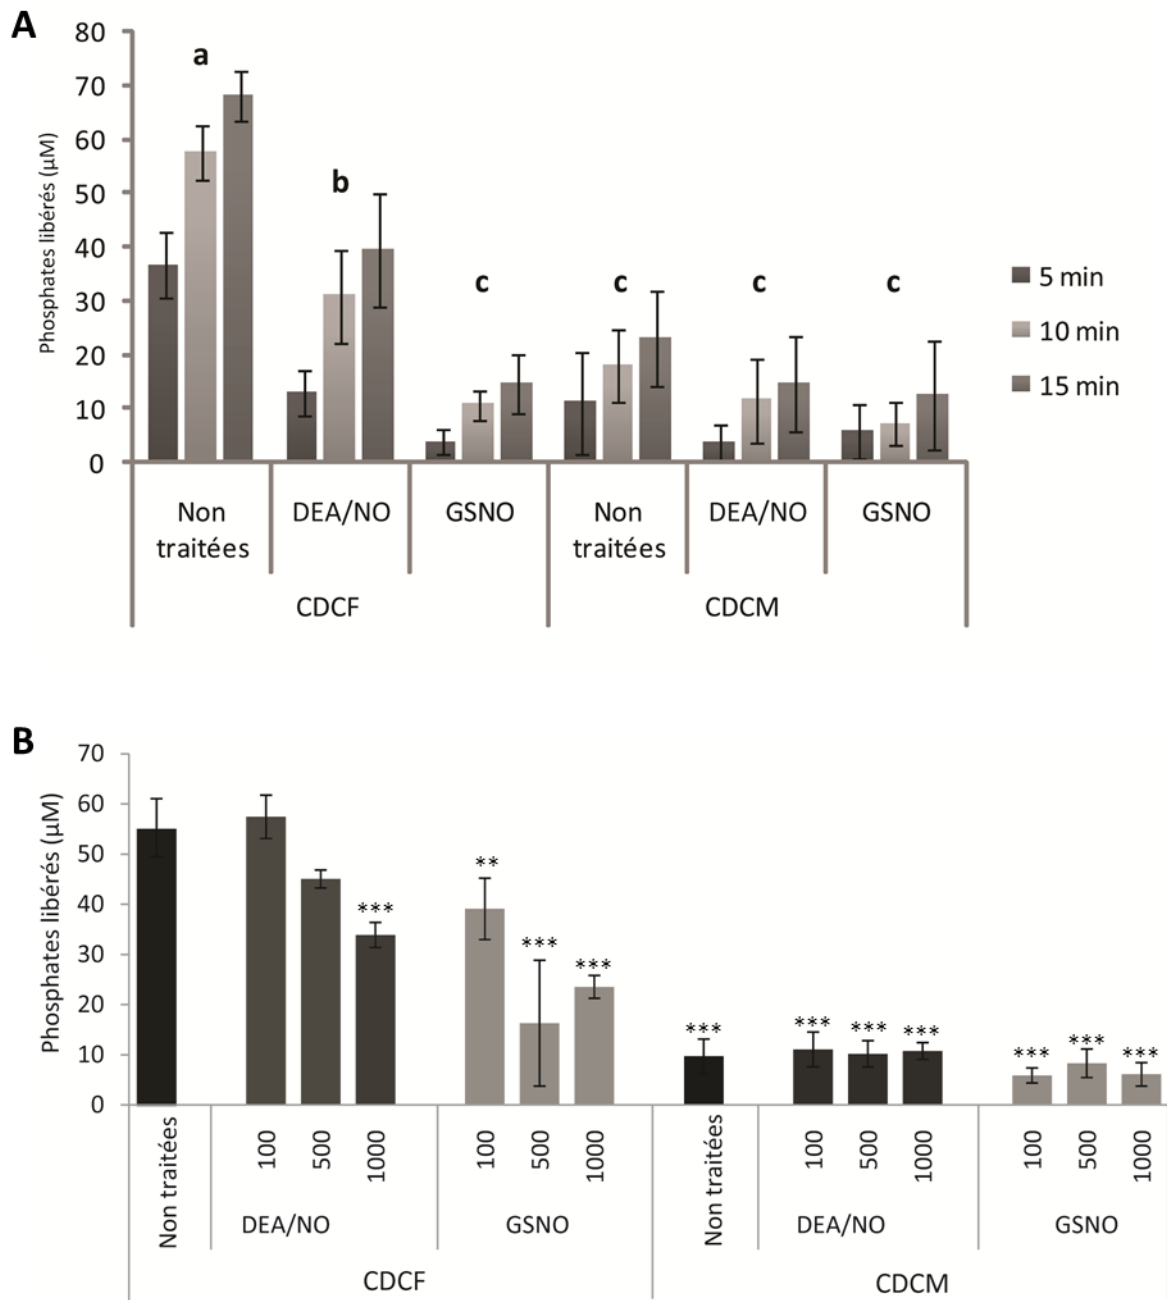 A
80
70
60
50
40
30
20
10
0
Phosphates libérés (µM)
a
b
c
c
c
c
5 min
10 min
15 min
Non
traitées
DEA/NO
GSNO
Non
traitées
DEA/NO
GSNO
CDCF
CDCM
B
70
60
50
40
30
20
10
0
Phosphates libérés (µM)
***
**
***
***
***
***
***
***
***
***
***
Non traitées
100
500
1000
100
500
1000
Non traitées
100
500
1000
100
500
1000
DEA/NO
GSNO
DEA/NO
GSNO
CDCF
CDCM